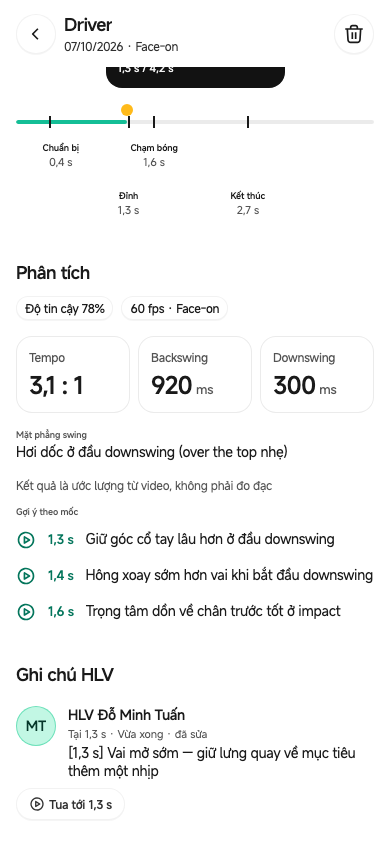 Driver
07/10/2026 · Face-on
1,3 s / 4,2 s
Chuẩn bị
0,4 s
Chạm bóng
1,6 s
Đỉnh
1,3 s
Kết thúc
2,7 s
Phân tích
Độ tin cậy 78%
60 fps · Face-on
Tempo
3,1 : 1
Backswing
920 ms
Downswing
300 ms
Mặt phẳng swing
Hơi dốc ở đầu downswing (over the top nhẹ)
Kết quả là ước lượng từ video, không phải đo đạc
Gợi ý theo mốc
1,3 s Giữ góc cổ tay lâu hơn ở đầu downswing
1,4 s Hông xoay sớm hơn vai khi bắt đầu downswing
1,6 s Trọng tâm dồn về chân trước tốt ở impact
Ghi chú HLV
MT
HLV Đỗ Minh Tuấn
Tại 1,3 s · Vừa xong · đã sửa
[1,3 s] Vai mở sớm — giữ lưng quay về mục tiêu
thêm một nhịp
Tua tới 1,3 s